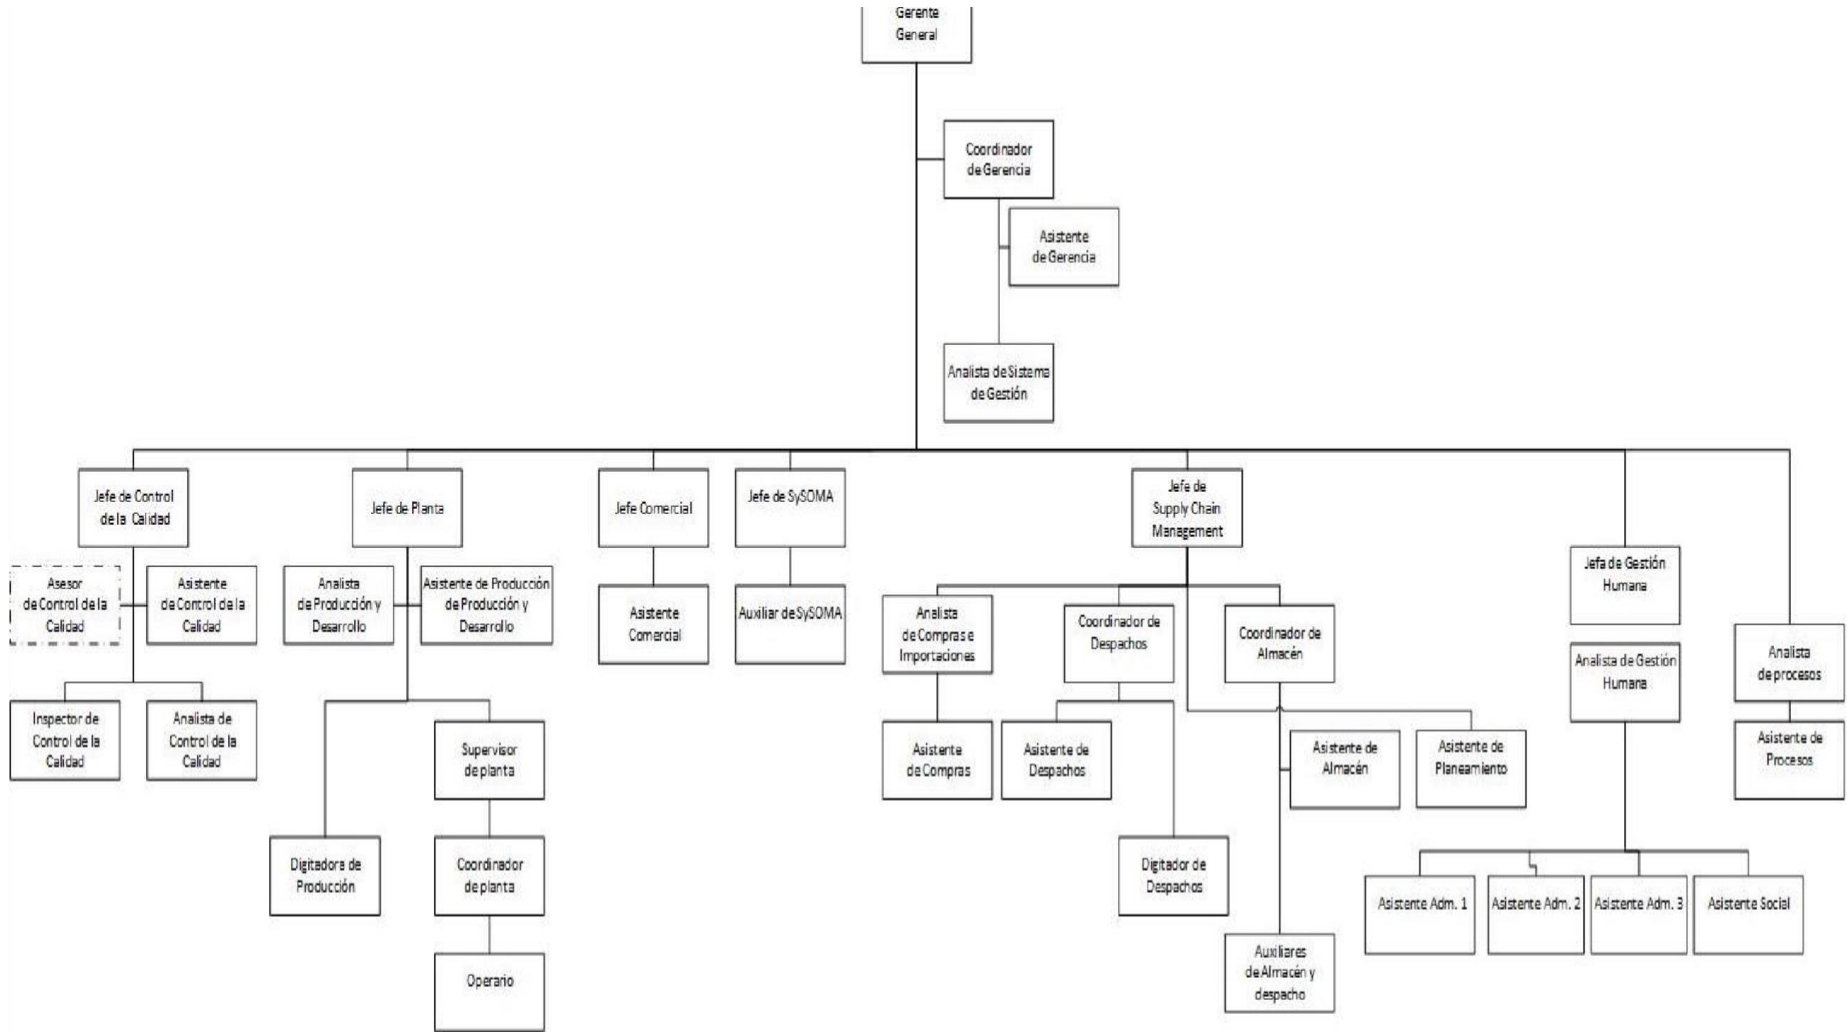 Gerente
General
Coordinador
de Gerencia
Asistente
de Gerencia
Analista de Sistema
de Gestión
Jefe de Control
de la Calidad
Jefe de Planta
Jefe Comercial
Jefe de SySOMA
Jefe de
Supply Chain
Management
Jefa de Gestión
Humana
Asesor
de Control de la
Calidad
Asistente
de Control de la
Calidad
Analista
de Producción y
Desarrollo
Asistente de Producción
de Producción y
Desarrollo
Asistente
Comercial
Auxiliar de SySOMA
Analista
de Compras e
Importaciones
Coordinador de
Despachos
Coordinador de
Almacén
Analista de Gestión
Humana
Analista
de procesos
Inspector de
Control de la
Calidad
Analista de
Control de la
Calidad
Supervisor
de planta
Asistente
de Compras
Asistente de
Despachos
Asistente de
Almacén
Asistente de
Planeamiento
Asistente de
Procesos
Digitadora de
Producción
Coordinador
de planta
Digitador de
Despachos
Asistente Adm. 1
Asistente Adm. 2
Asistente Adm. 3
Asistente Social
Operario
Auxiliares
de Almacén y
despacho